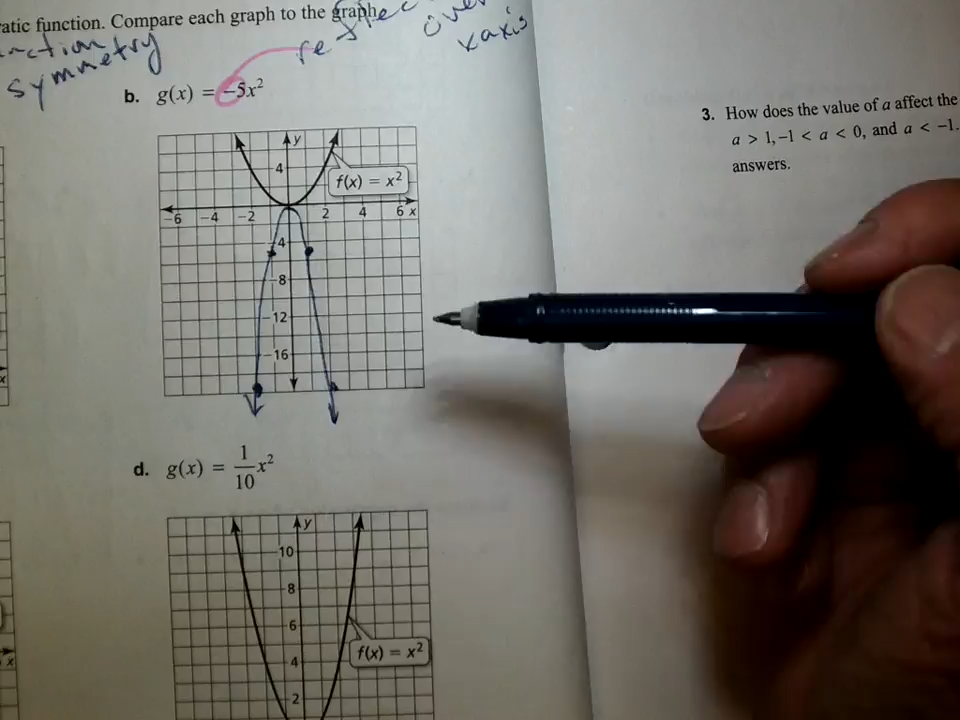 ratic function. Compare each graph to the graph
symmetry
over
x axis
b. g(x) = -5x²
y
4
f(x) = x²
-6 -4 -2 2 4 6 x
-4
-8
-12
-16
x
d. g(x) = 1/10 x²
y
10
8
6
f(x) = x²
4
2
x
3. How does the value of a affect the
a > 1, -1 < a < 0, and a < -1.
answers.